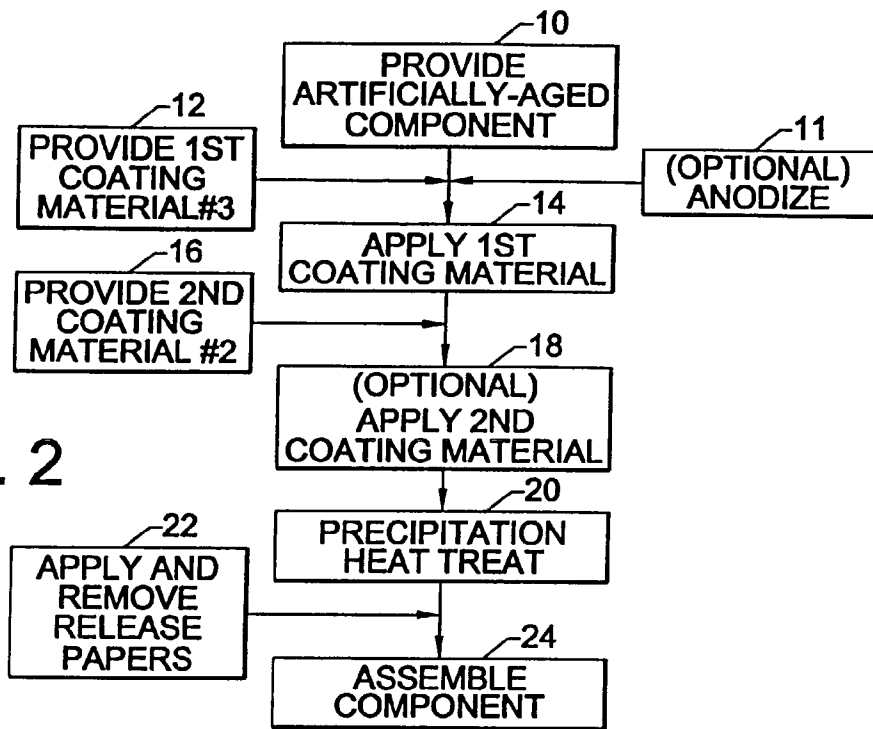 10
PROVIDE
ARTIFICIALLY-AGED
COMPONENT
12
PROVIDE 1ST
COATING
MATERIAL#3
11
(OPTIONAL)
ANODIZE
14
APPLY 1ST
COATING MATERIAL
16
PROVIDE 2ND
COATING
MATERIAL #2
18
(OPTIONAL)
APPLY 2ND
COATING MATERIAL
. 2
20
PRECIPITATION
HEAT TREAT
22
APPLY AND
REMOVE
RELEASE
PAPERS
24
ASSEMBLE
COMPONENT